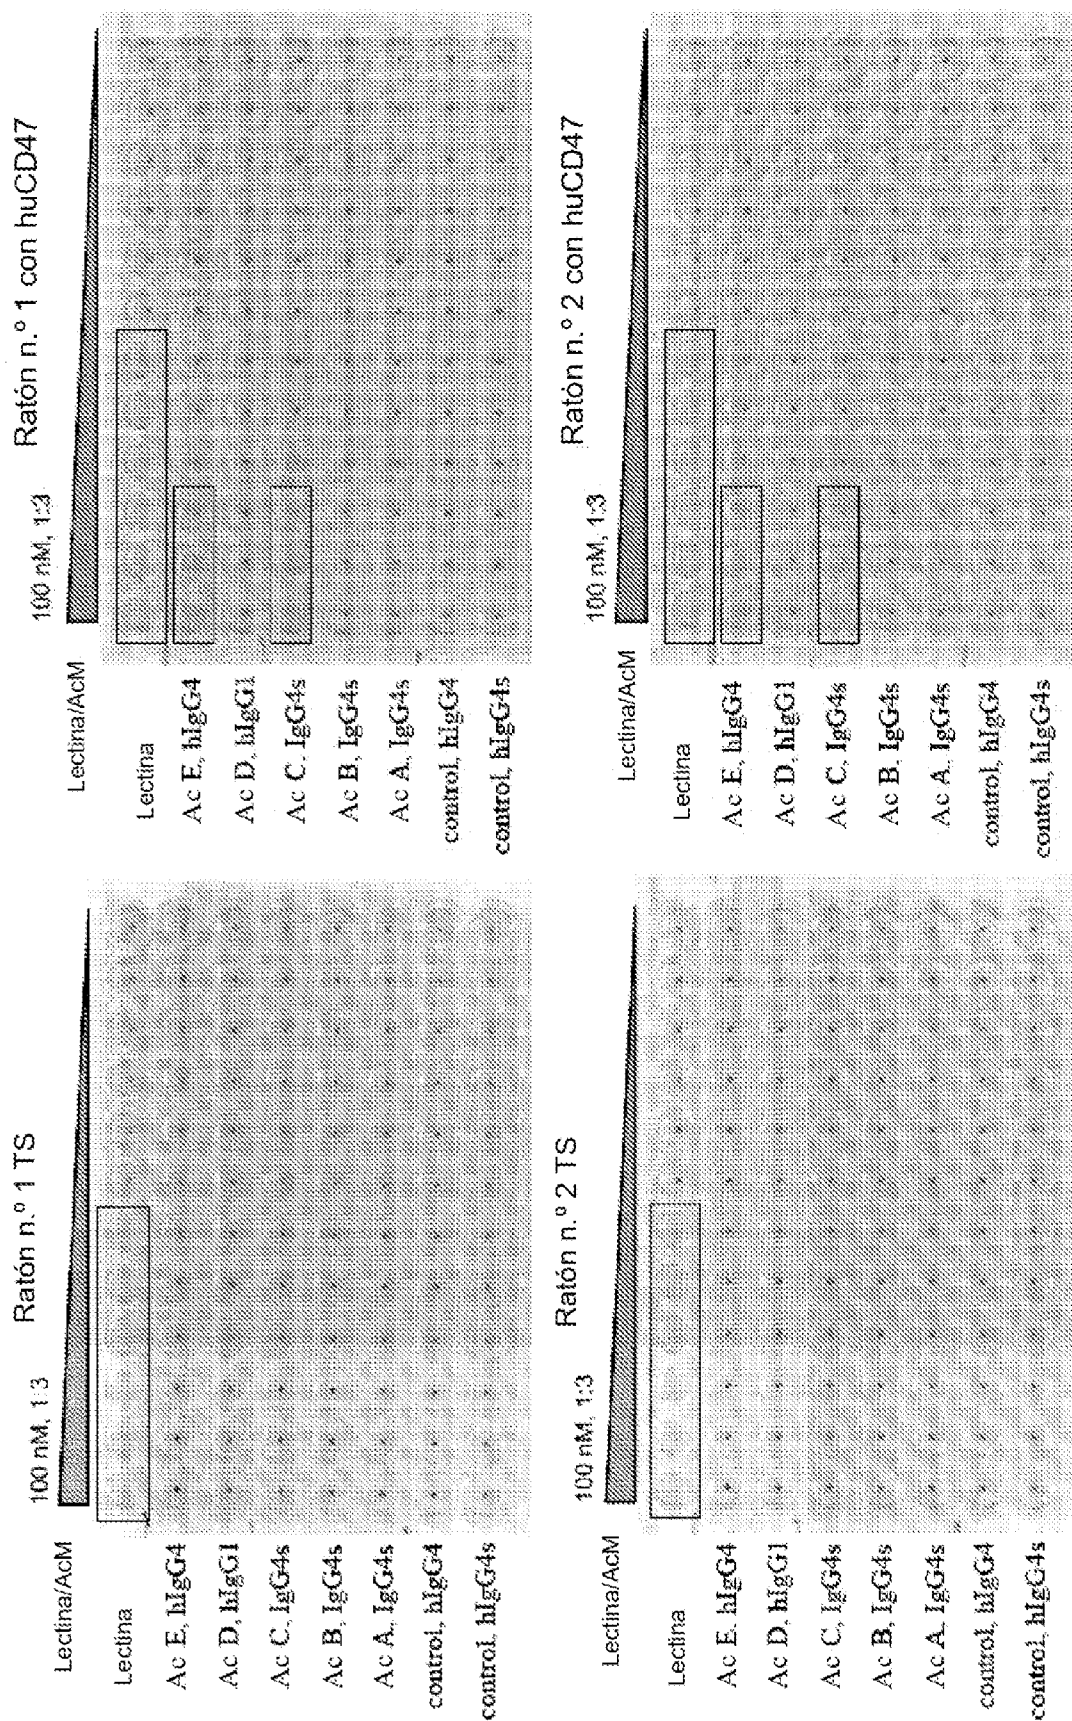 Ratón n.º 1 TS
100 nM, 1:3
Lectina/AcM
Lectina
Ac E, hIgG4
Ac D, hIgG1
Ac C, IgG4s
Ac B, IgG4s
Ac A, IgG4s
control, hIgG4
control, hIgG4s
Ratón n.º 1 con huCD47
100 nM, 1:3
Lectina/AcM
Lectina
Ac E, hIgG4
Ac D, hIgG1
Ac C, IgG4s
Ac B, IgG4s
Ac A, IgG4s
control, hIgG4
control, hIgG4s
Ratón n.º 2 TS
100 nM, 1:3
Lectina/AcM
Lectina
Ac E, hIgG4
Ac D, hIgG1
Ac C, IgG4s
Ac B, IgG4s
Ac A, IgG4s
control, hIgG4
control, hIgG4s
Ratón n.º 2 con huCD47
100 nM, 1:3
Lectina/AcM
Lectina
Ac E, hIgG4
Ac D, hIgG1
Ac C, IgG4s
Ac B, IgG4s
Ac A, IgG4s
control, hIgG4
control, hIgG4s